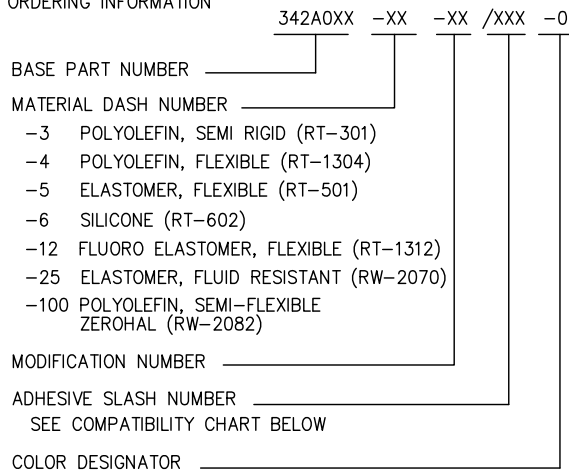 ORDERING INFORMATION
342A0XX -XX -XX /XXX -0
BASE PART NUMBER
MATERIAL DASH NUMBER
-3 POLYOLEFIN, SEMI RIGID (RT-301)
-4 POLYOLEFIN, FLEXIBLE (RT-1304)
-5 ELASTOMER, FLEXIBLE (RT-501)
-6 SILICONE (RT-602)
-12 FLUORO ELASTOMER, FLEXIBLE (RT-1312)
-25 ELASTOMER, FLUID RESISTANT (RW-2070)
-100 POLYOLEFIN, SEMI-FLEXIBLE
ZEROHAL (RW-2082)
MODIFICATION NUMBER
ADHESIVE SLASH NUMBER
SEE COMPATIBILITY CHART BELOW
COLOR DESIGNATOR